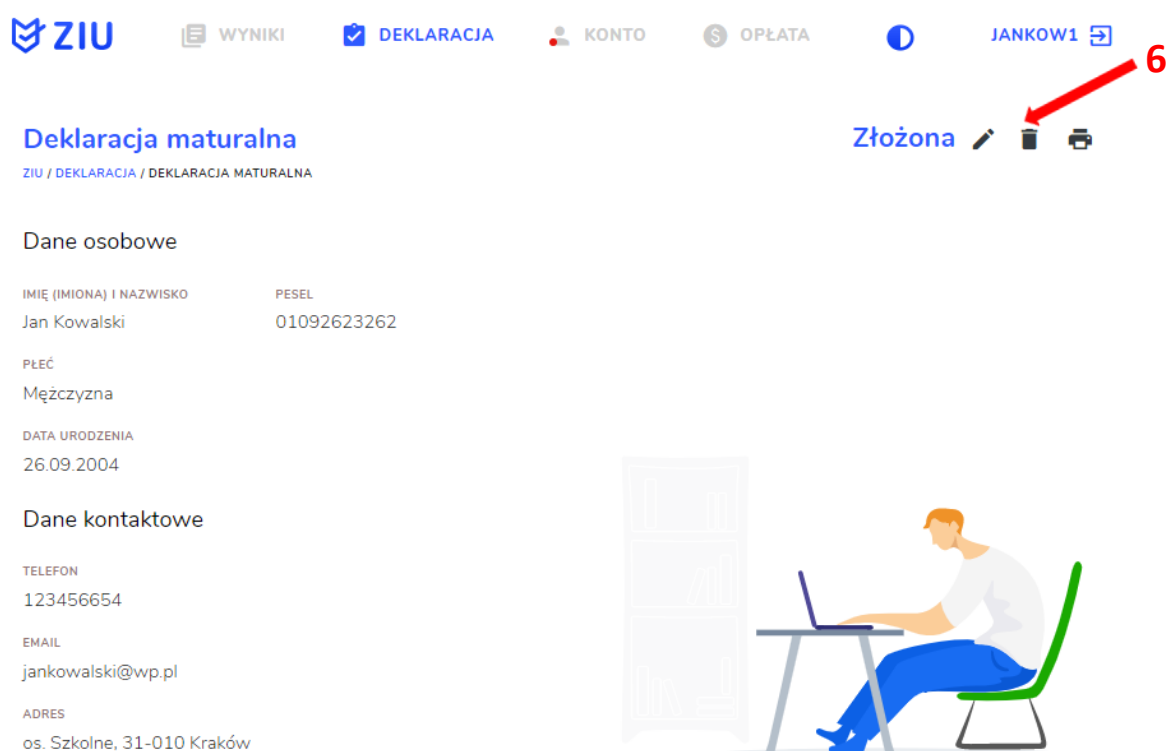 ZIU WYNIKI DEKLARACJA KONTO $ OPŁATA JANKOW1
6
Deklaracja maturalna Złożona
ZIU / DEKLARACJA / DEKLARACJA MATURALNA
Dane osobowe
IMIĘ (IMIONA) I NAZWISKO PESEL
Jan Kowalski 01092623262
PŁEĆ
Mężczyzna
DATA URODZENIA
26.09.2004
Dane kontaktowe
TELEFON
123456654
EMAIL
jankowalski@wp.pl
ADRES
os. Szkolne, 31-010 Kraków